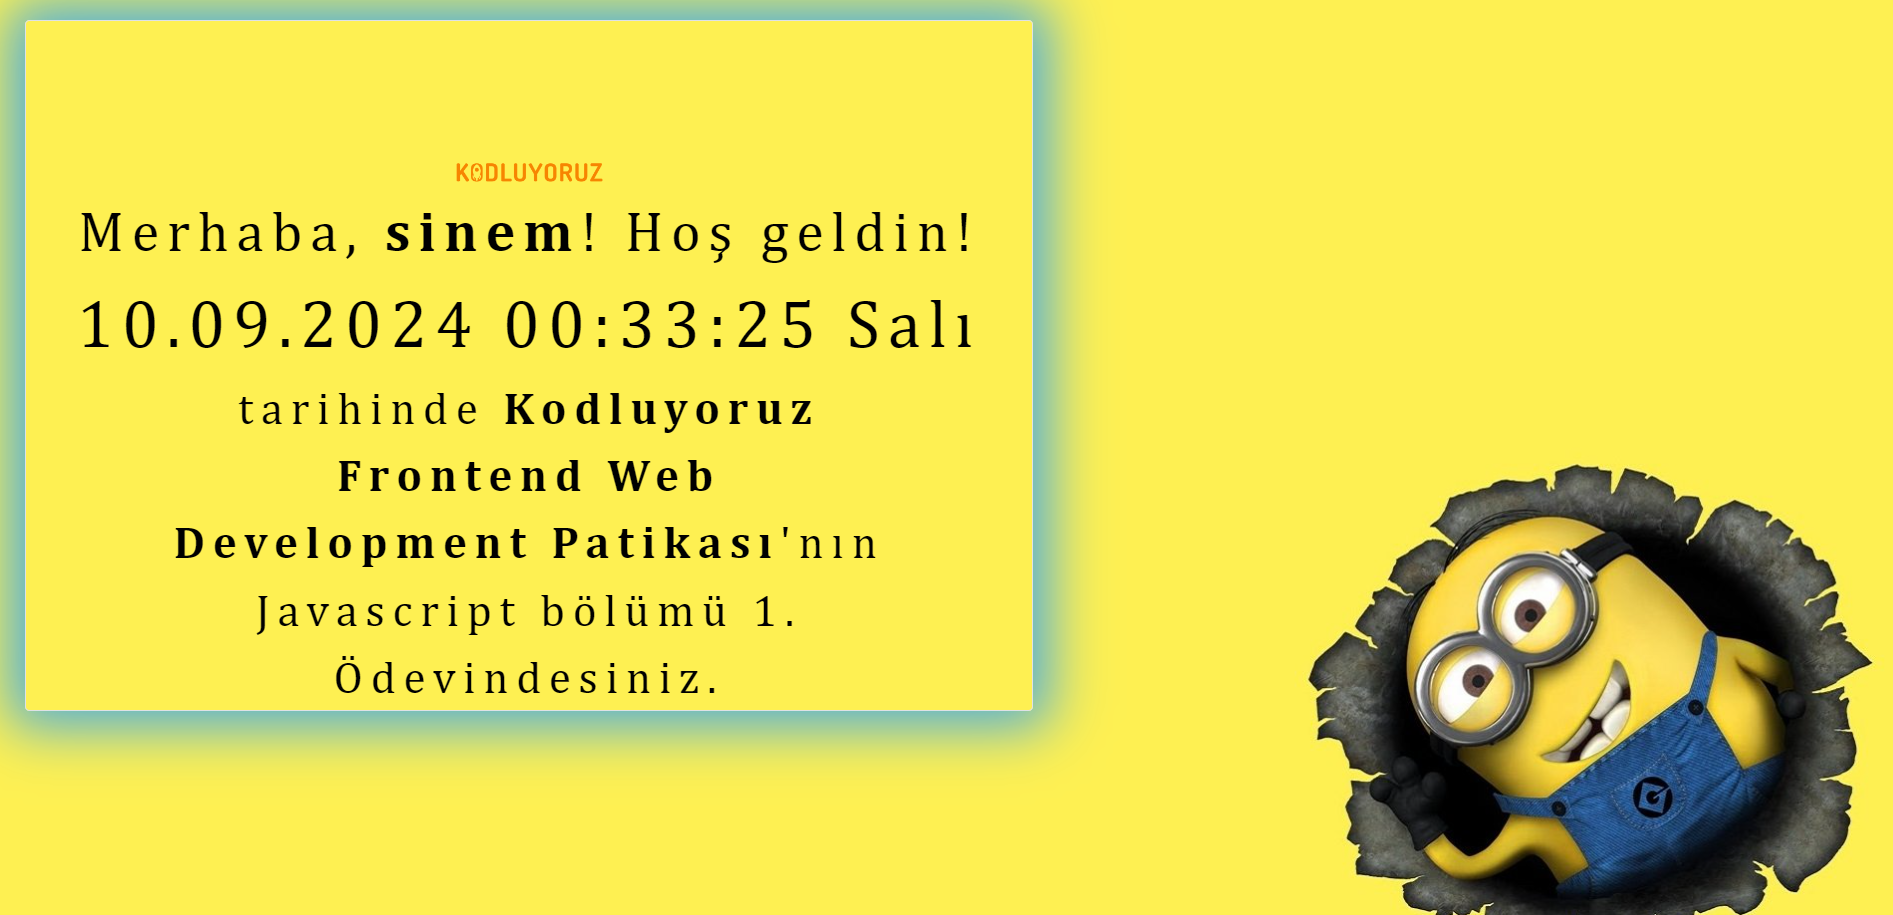 KODLUYORUZ
Merhaba, sinem! Hoş geldin!
10.09.2024 00:33:25 Salı
tarihinde Kodluyoruz
Frontend Web
Development Patikası'nın
Javascript bölümü 1.
Ödevindesiniz.